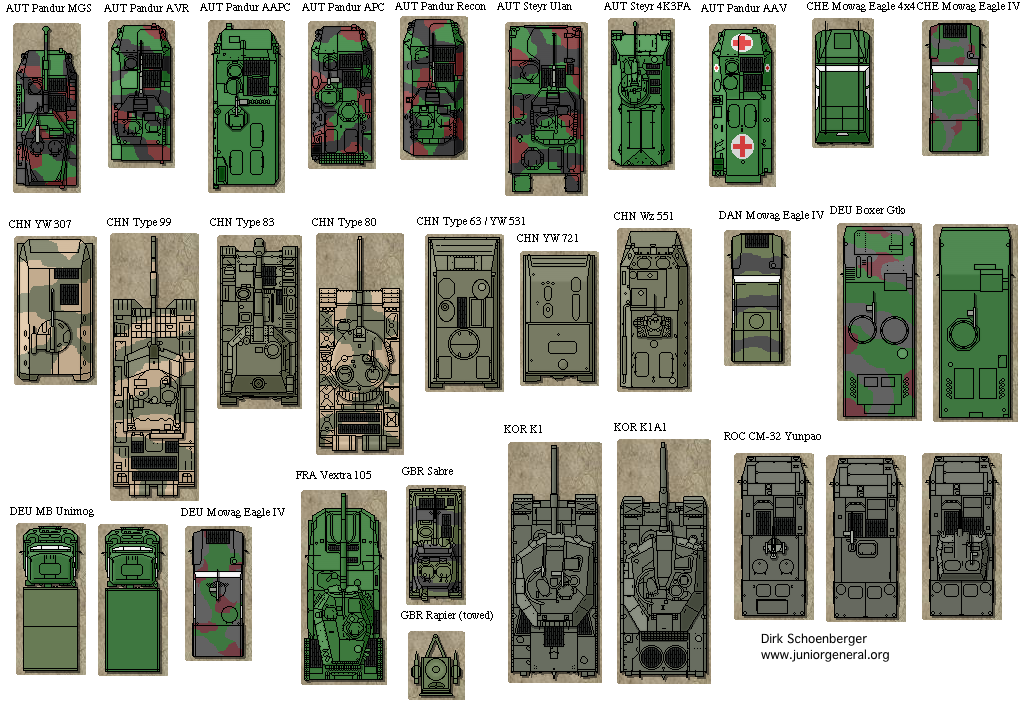 AUT Pandur MGS
AUT Pandur AVR
AUT Pandur AAPC
AUT Pandur APC
AUT Pandur Recon
AUT Steyr Ulan
AUT Steyr 4K3FA
AUT Pandur AAV
CHE Mowag Eagle 4x4
CHE Mowag Eagle IV
CHN YW 307
CHN Type 99
CHN Type 83
CHN Type 80
CHN Type 63 / YW 531
CHN YW 721
CHN Wz 551
DAN Mowag Eagle IV
DEU Boxer Gtk
DEU MB Unimog
DEU Mowag Eagle IV
FRA Vextra 105
GBR Sabre
GBR Rapier (towed)
KOR K1
KOR K1A1
ROC CM-32 Yunpao
Dirk Schoenberger
www.juniorgeneral.org